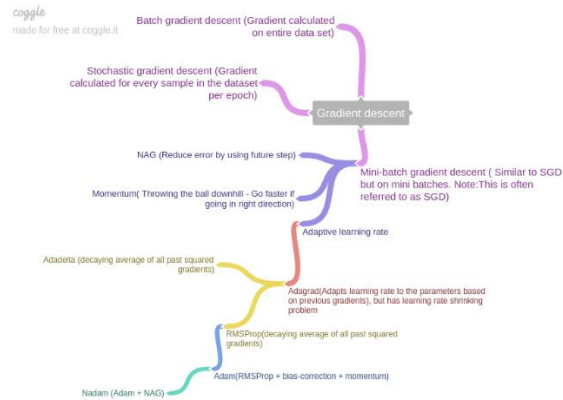 coggle
made for free at coggle.it
Batch gradient descent (Gradient calculated
on entire data set)
Stochastic gradient descent (Gradient
calculated for every sample in the dataset
per epoch)
Gradient descent
NAG (Reduce error by using future step)
Mini-batch gradient descent ( Similar to SGD
but on mini batches. Note:This is often
referred to as SGD)
Momentum( Throwing the ball downhill - Go faster if
going in right direction)
Adaptive learning rate
Adadelta (decaying average of all past squared
gradients)
Adagrad(Adapts learning rate to the parameters based
on previous gradients), but has learning rate shrinking
problem
RMSProp(decaying average of all past squared
gradients)
Adam(RMSProp + bias-correction + momentum)
Nadam (Adam + NAG)